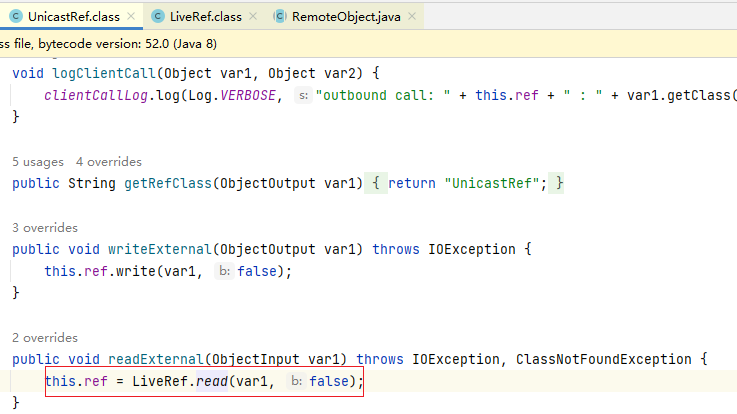 UnicastRef.class LiveRef.class RemoteObject.java
ss file, bytecode version: 52.0 (Java 8)
void logClientCall(Object var1, Object var2) {
clientCallLog.log(Log.VERBOSE, s: "outbound call: " + this.ref + " : " + var1.getClass(
}
5 usages 4 overrides
public String getRefClass(ObjectOutput var1) { return "UnicastRef"; }
3 overrides
public void writeExternal(ObjectOutput var1) throws IOException {
this.ref.write(var1, b: false);
}
2 overrides
public void readExternal(ObjectInput var1) throws IOException, ClassNotFoundException {
this.ref = LiveRef.read(var1, b: false);
}